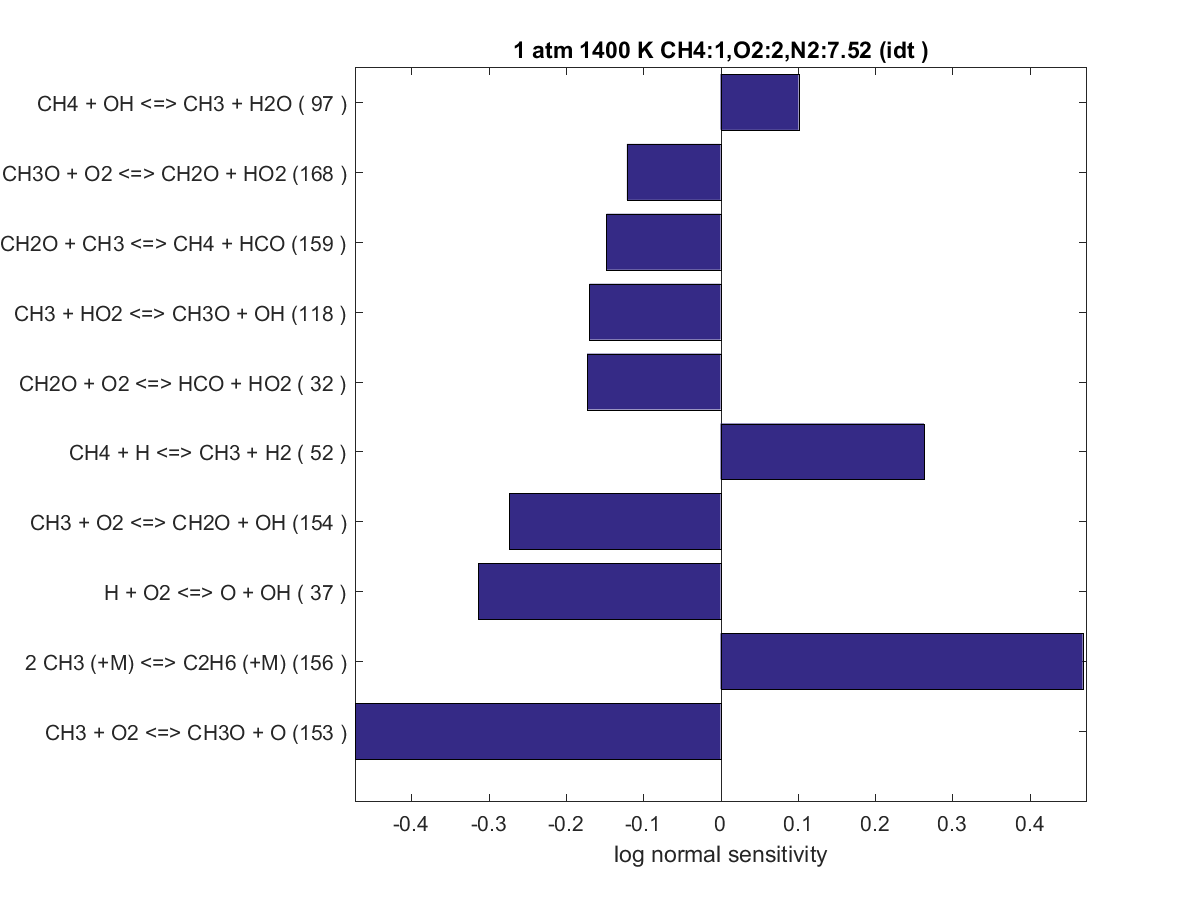 1 atm 1400 K CH4:1,O2:2,N2:7.52 (idt )
CH4 + OH <=> CH3 + H2O ( 97 )
CH3O + O2 <=> CH2O + HO2 (168 )
CH2O + CH3 <=> CH4 + HCO (159 )
CH3 + HO2 <=> CH3O + OH (118 )
CH2O + O2 <=> HCO + HO2 ( 32 )
CH4 + H <=> CH3 + H2 ( 52 )
CH3 + O2 <=> CH2O + OH (154 )
H + O2 <=> O + OH ( 37 )
2 CH3 (+M) <=> C2H6 (+M) (156 )
CH3 + O2 <=> CH3O + O (153 )
-0.4 -0.3 -0.2 -0.1 0 0.1 0.2 0.3 0.4
log normal sensitivity